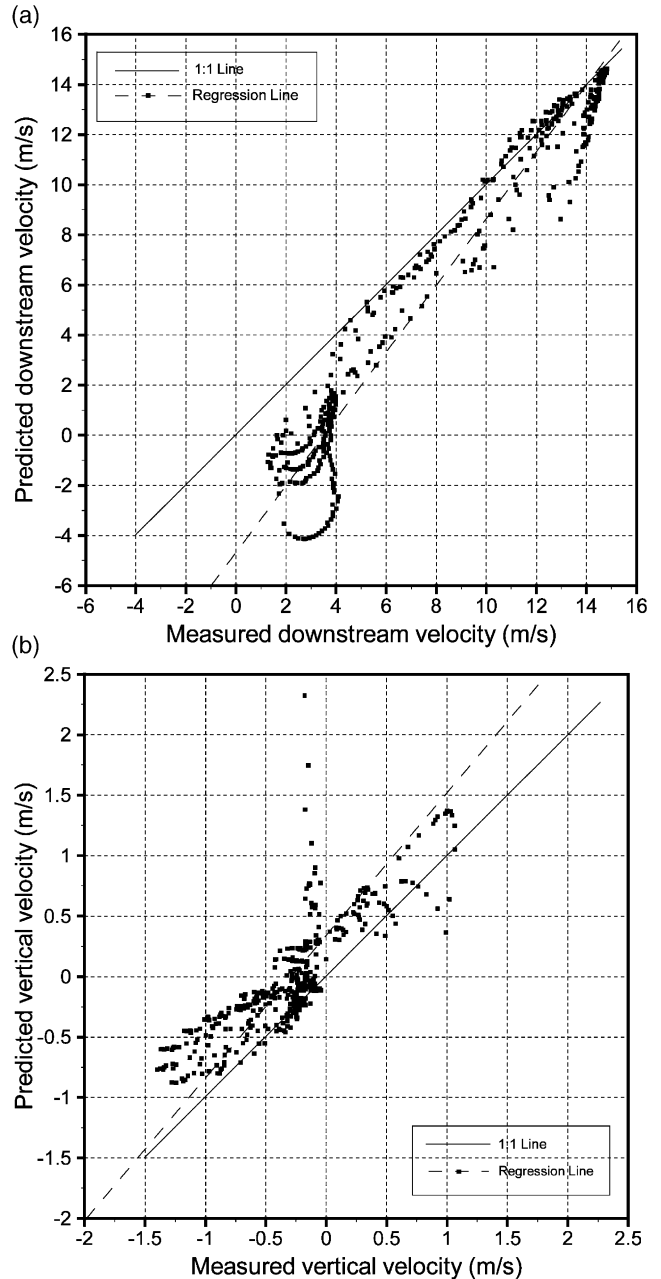 (a)
16
14
12
10
8
6
4
2
0
-2
-4
-6
Predicted downstream velocity (m/s)
1:1 Line
Regression Line
-6 -4 -2 0 2 4 6 8 10 12 14 16
Measured downstream velocity (m/s)
(b)
2.5
2
1.5
1
0.5
0
-0.5
-1
-1.5
-2
Predicted vertical velocity (m/s)
1:1 Line
Regression Line
-2 -1.5 -1 -0.5 0 0.5 1 1.5 2 2.5
Measured vertical velocity (m/s)